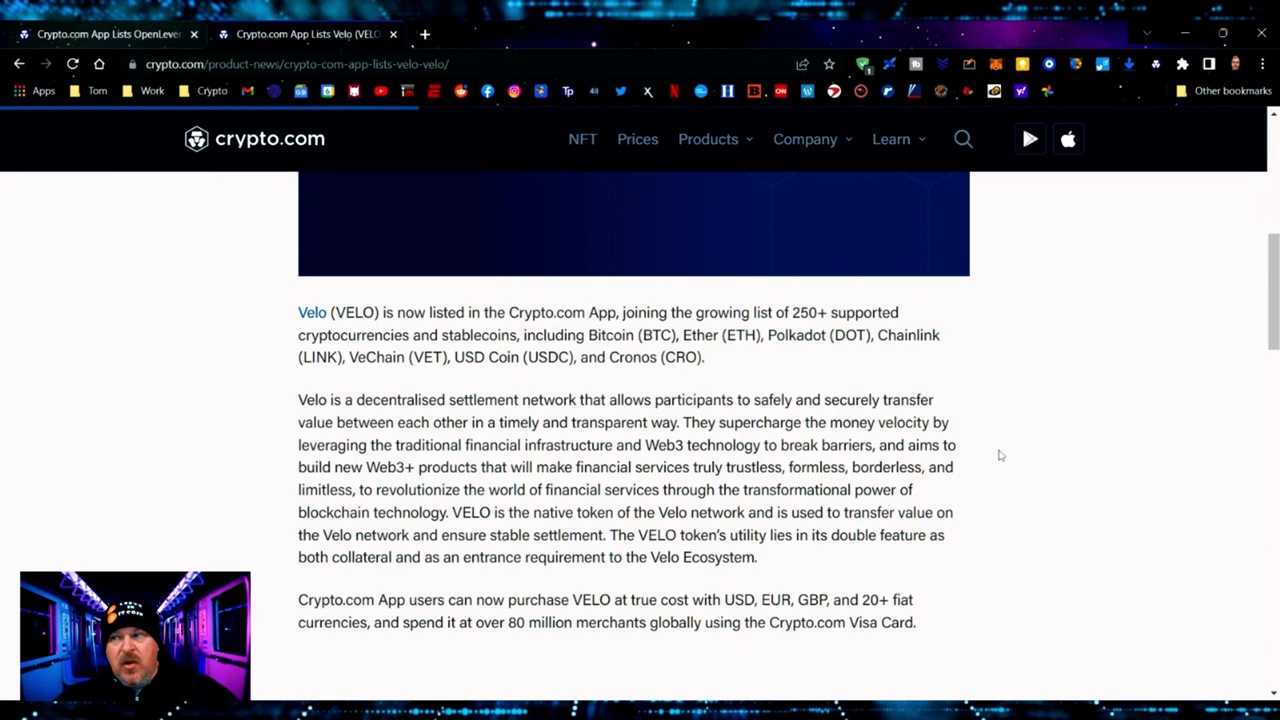 Crypto.com App Lists OpenLever
Crypto.com App Lists Velo (VELO
crypto.com/product-news/crypto-com-app-lists-velo-velo/
Apps
Tom
Work
Crypto
Other bookmarks
crypto.com
NFT
Prices
Products
Company
Learn
Velo (VELO) is now listed in the Crypto.com App, joining the growing list of 250+ supported
cryptocurrencies and stablecoins, including Bitcoin (BTC), Ether (ETH), Polkadot (DOT), Chainlink
(LINK), VeChain (VET), USD Coin (USDC), and Cronos (CRO).
Velo is a decentralised settlement network that allows participants to safely and securely transfer
value between each other in a timely and transparent way. They supercharge the money velocity by
leveraging the traditional financial infrastructure and Web3 technology to break barriers, and aims to
build new Web3+ products that will make financial services truly trustless, formless, borderless, and
limitless, to revolutionize the world of financial services through the transformational power of
blockchain technology. VELO is the native token of the Velo network and is used to transfer value on
the Velo network and ensure stable settlement. The VELO token's utility lies in its double feature as
both collateral and as an entrance requirement to the Velo Ecosystem.
Crypto.com App users can now purchase VELO at true cost with USD, EUR, GBP, and 20+ fiat
currencies, and spend it at over 80 million merchants globally using the Crypto.com Visa Card.